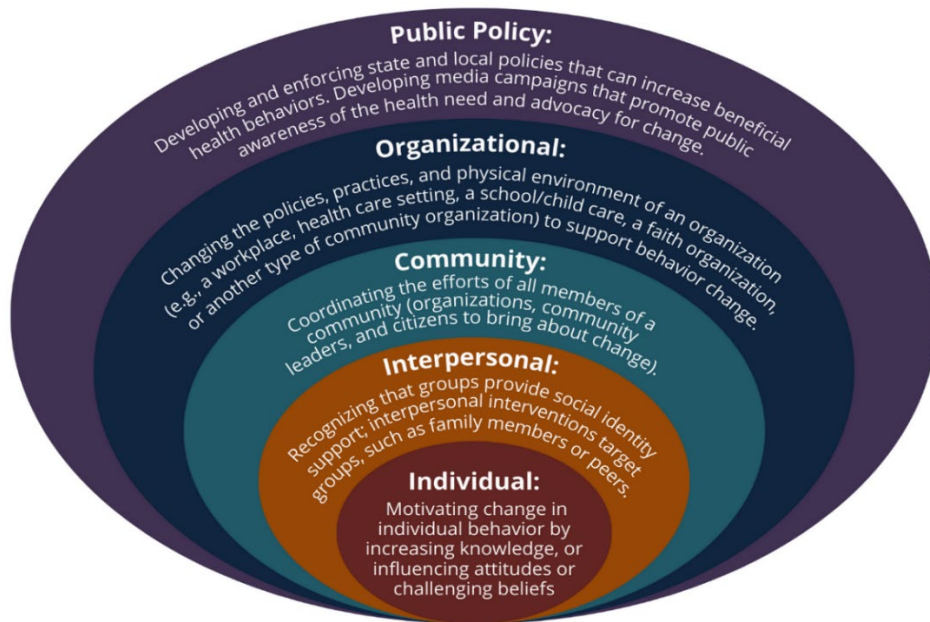 Public Policy:
Developing and enforcing state and local policies that can increase beneficial
health behaviors. Developing media campaigns that promote public
awareness of the health need and advocacy for change.
Organizational:
Changing the policies, practices, and physical environment of an organization
(e.g., a workplace, health care setting, a school/child care, a faith organization,
or another type of community organization) to support behavior change.
Community:
Coordinating the efforts of all members of a
community (organizations, community
leaders, and citizens to bring about change).
Interpersonal:
Recognizing that groups provide social identity
support; interpersonal interventions target
groups, such as family members or peers.
Individual:
Motivating change in
individual behavior by
increasing knowledge, or
influencing attitudes or
challenging beliefs